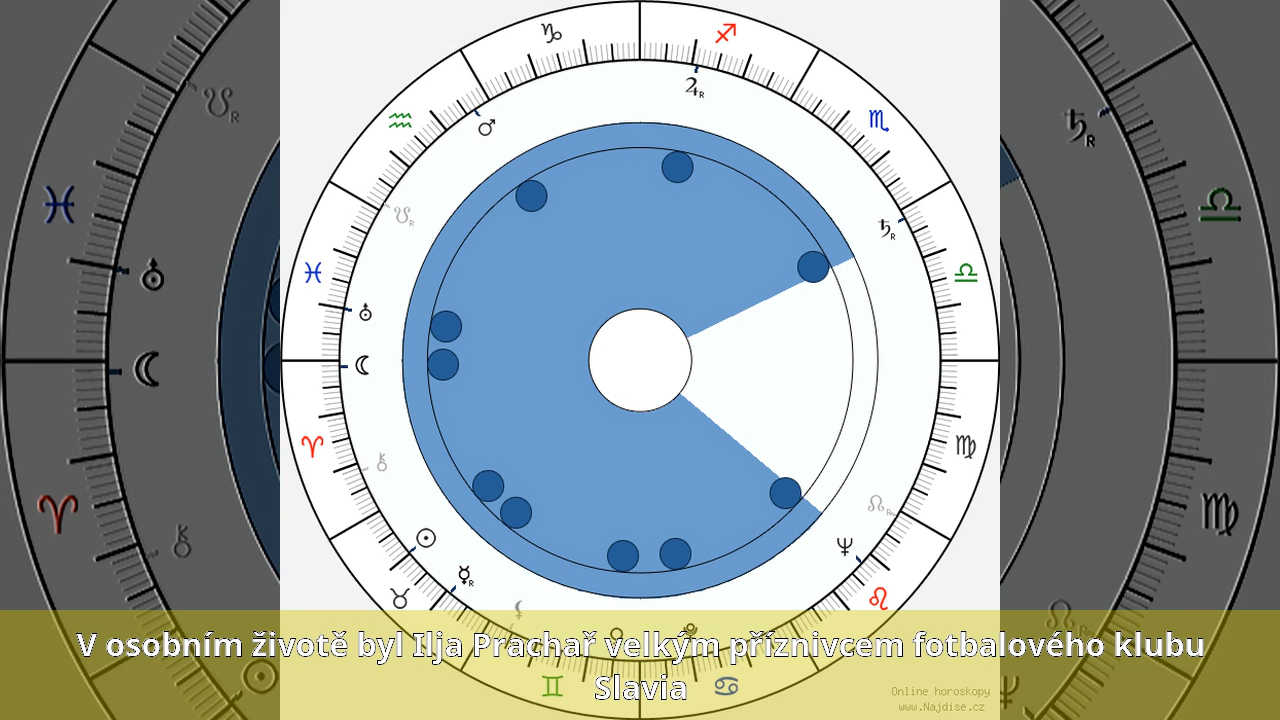 V osobním životě byl Ilja Prachař velkým příznivcem fotbalového klubu
Slavia
Online horoskopy
www.Najdise.cz